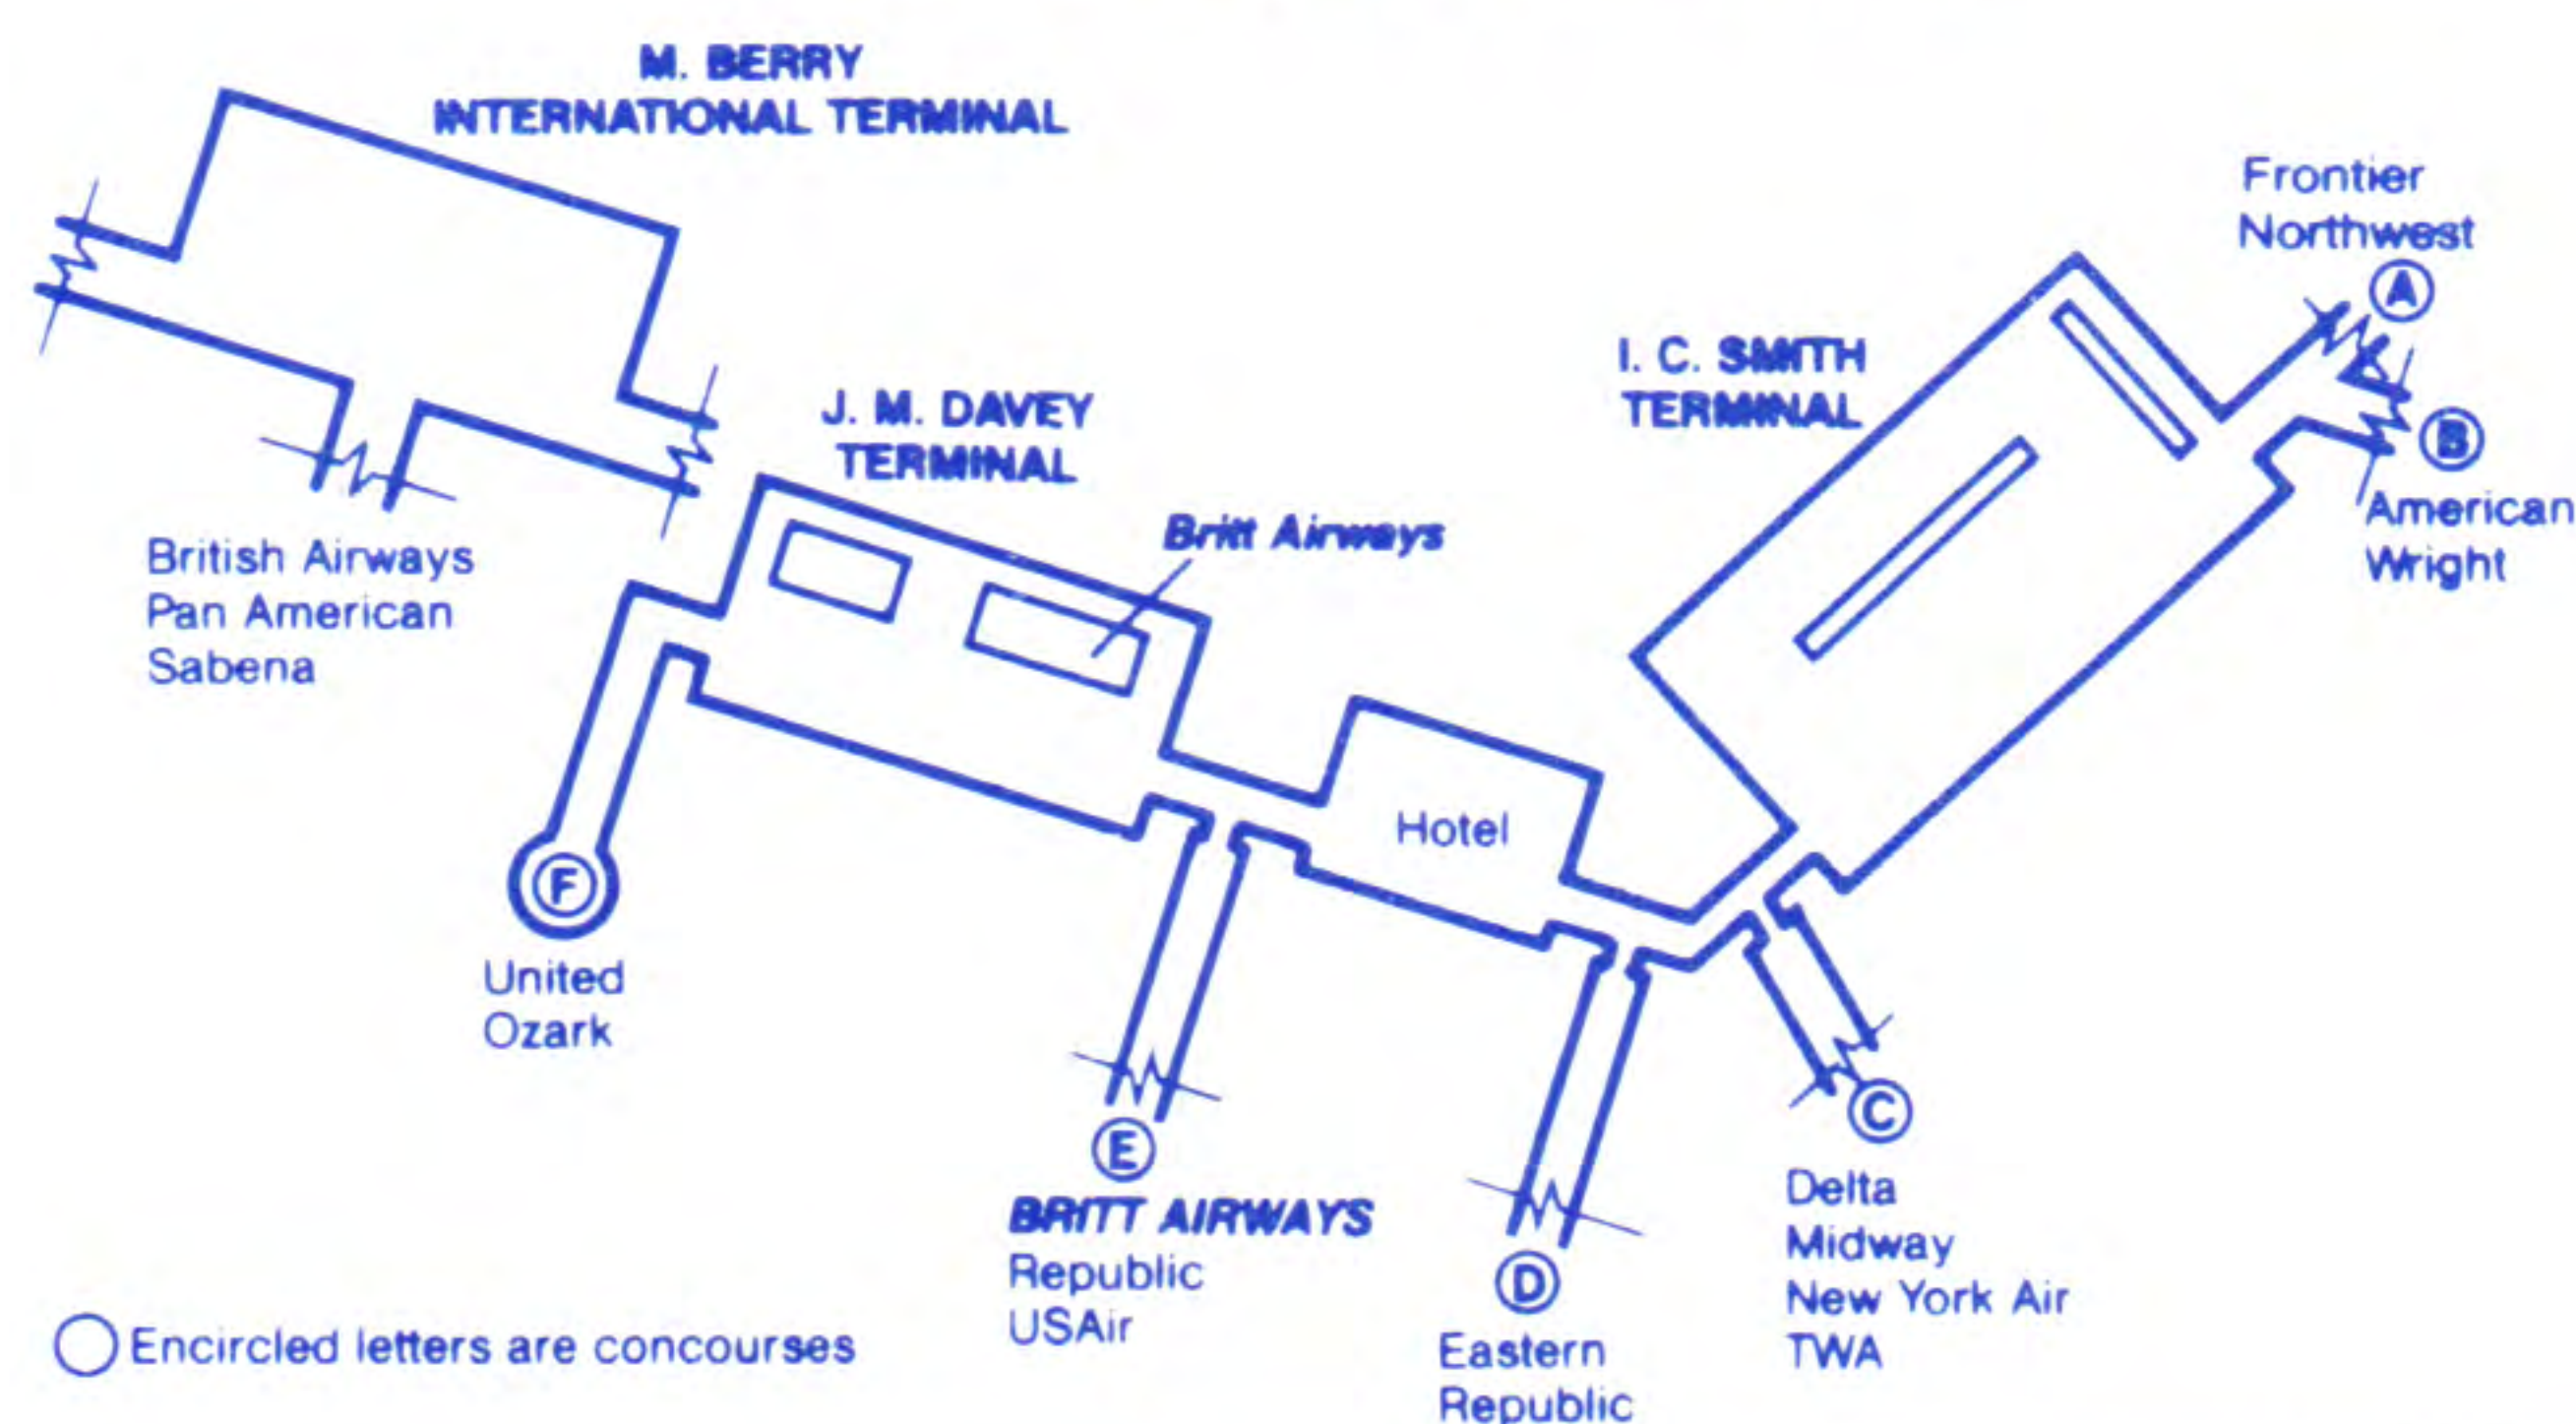 M. BERRY
INTERNATIONAL TERMINAL
Frontier
Northwest
A
I. C. SMITH
TERMINAL
J. M. DAVEY
TERMINAL
B
American
Wright
Britt Airways
British Airways
Pan American
Sabena
Hotel
F
United
Ozark
E
BRITT AIRWAYS
Republic
USAir
D
Eastern
Republic
C
Delta
Midway
New York Air
TWA
Encircled letters are concourses